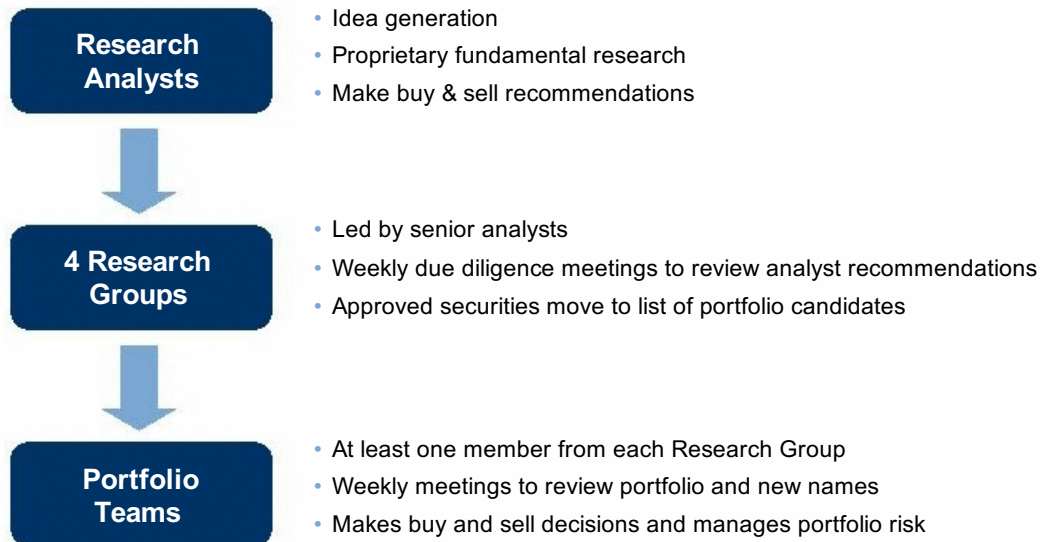 Research
Analysts
• Idea generation
• Proprietary fundamental research
• Make buy & sell recommendations
4 Research
Groups
• Led by senior analysts
• Weekly due diligence meetings to review analyst recommendations
• Approved securities move to list of portfolio candidates
Portfolio
Teams
• At least one member from each Research Group
• Weekly meetings to review portfolio and new names
• Makes buy and sell decisions and manages portfolio risk